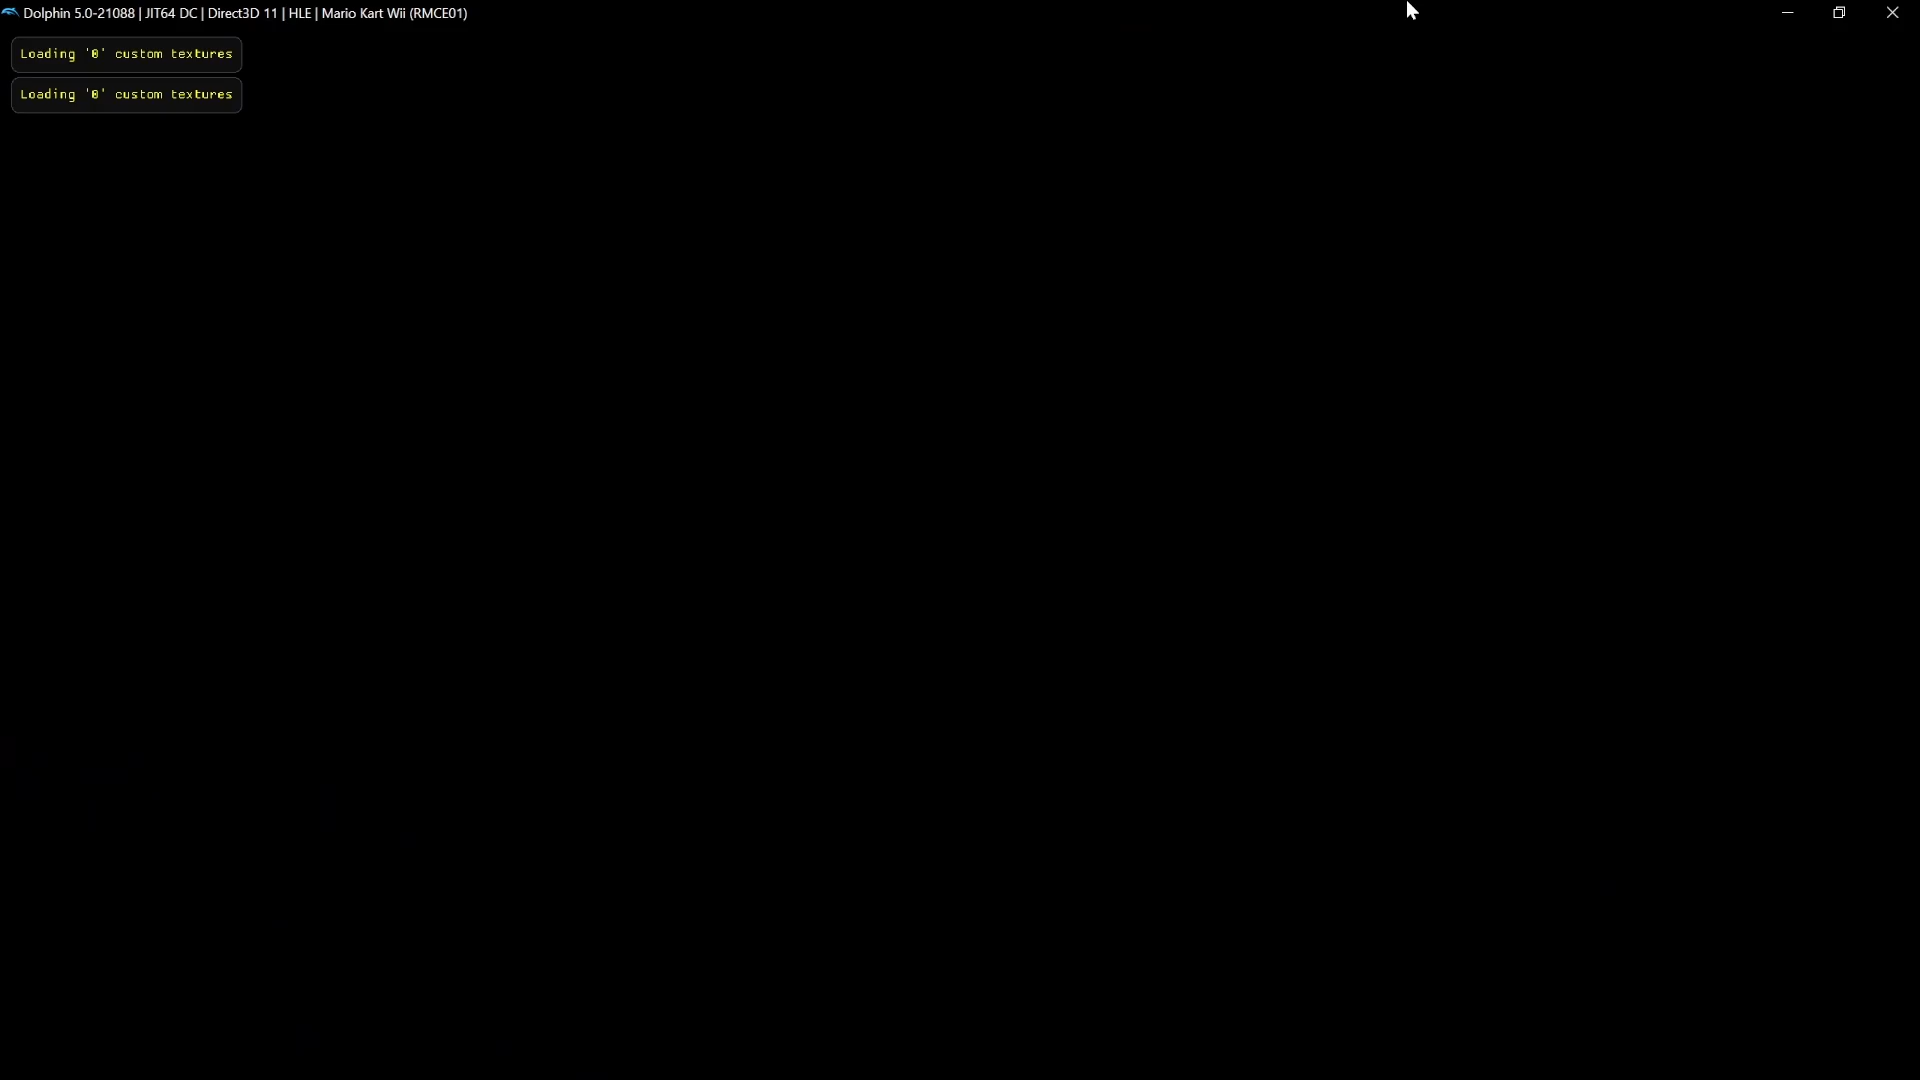 Dolphin 5.0-21088 | JIT64 DC | Direct3D 11 | HLE | Mario Kart Wii (RMCE01)
Loading '0' custom textures
Loading '0' custom textures